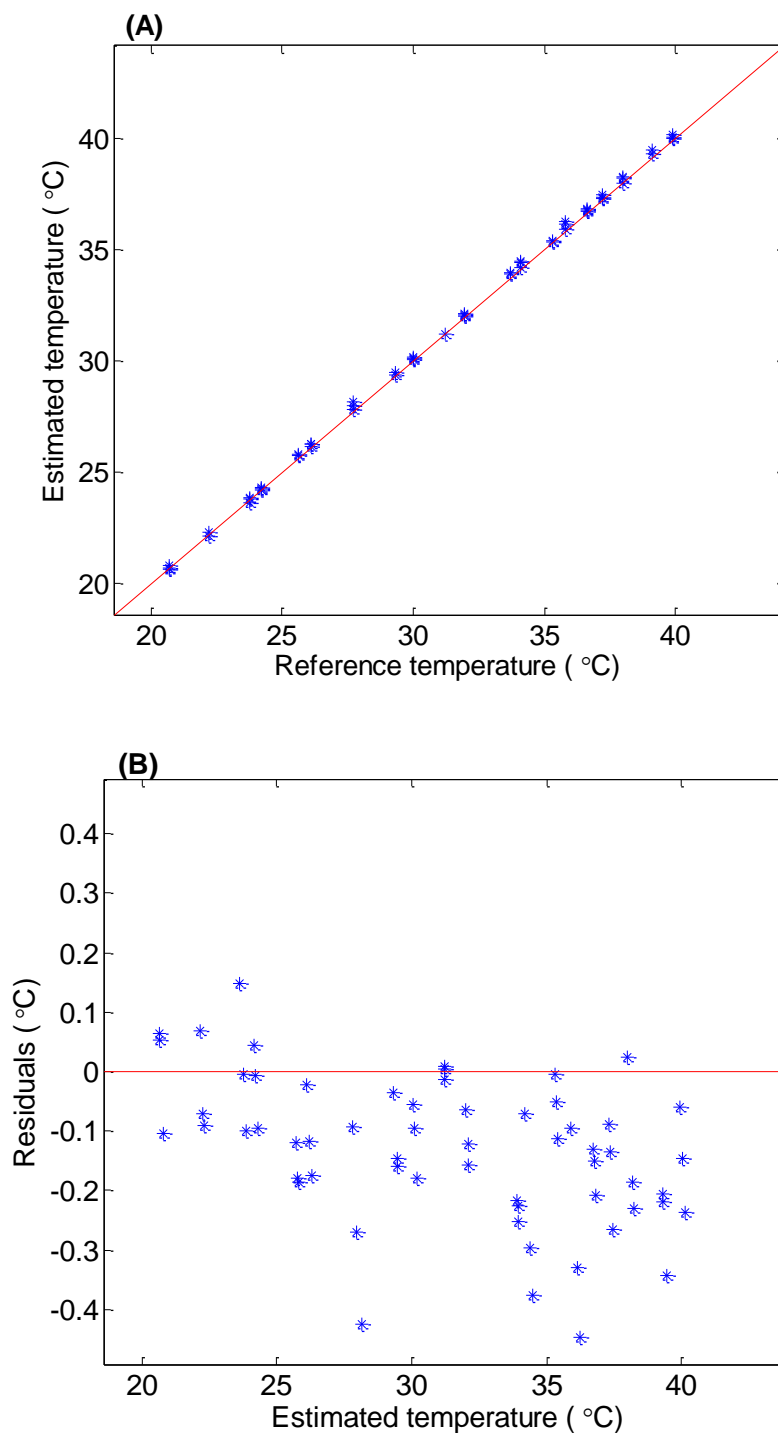 (A)
40
35
30
25
20
Estimated temperature ( °C)
20 25 30 35 40
Reference temperature ( °C)
(B)
0.4
0.3
0.2
0.1
0
-0.1
-0.2
-0.3
-0.4
Residuals ( °C)
20 25 30 35 40
Estimated temperature ( °C)